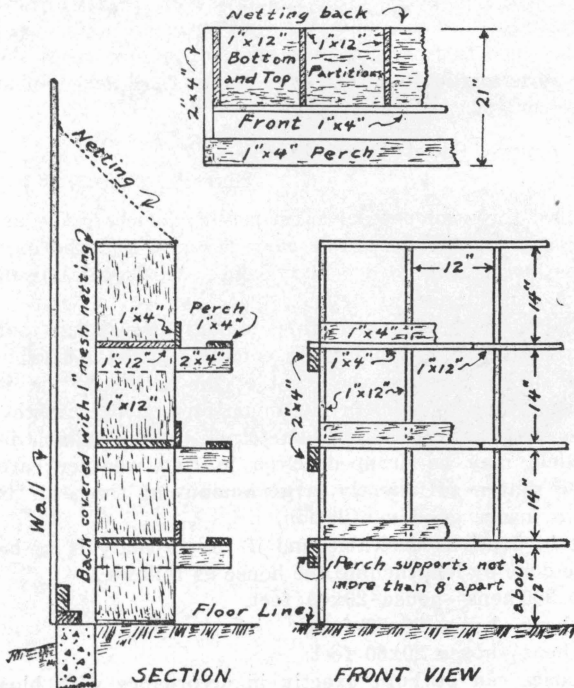 Netting back
1"x12"
Bottom
and Top
1"x12
Partitions
2"x4"
Front 1"x4"
1"x4" Perch
21"
Netting
Wall
Back covered with 1" mesh netting
1"x4"
Perch
1"x4"
1"x12"
2"x4"
1"x12"
12"
1"x4"
1"x4"
1"x12"
1"x12"
2"x4"
14"
14"
14"
Perch supports not
more than 8' apart
about
12"
Floor Line
SECTION
FRONT VIEW